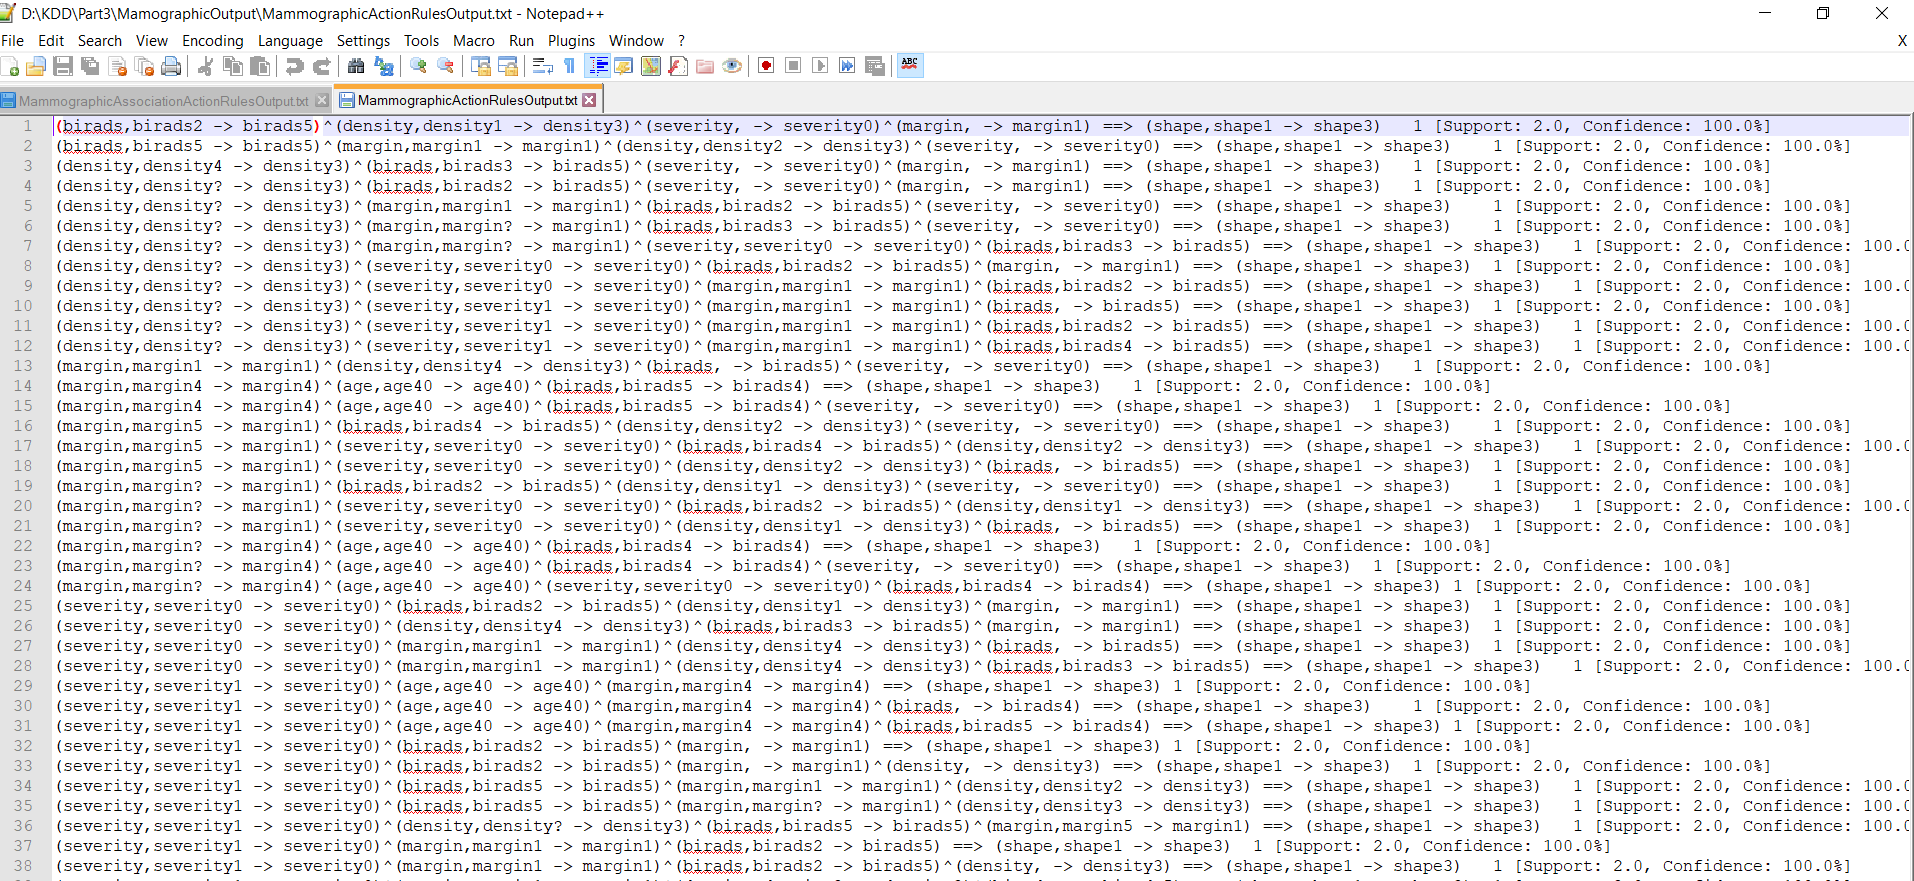 D:\KDD\Part3\MamographicOutput\MammographicActionRulesOutput.txt - Notepad++
File Edit Search View Encoding Language Settings Tools Macro Run Plugins Window ? X
MammographicAssociationActionRulesOutput.txt MammographicActionRulesOutput.txt
1 (birads,birads2 -> birads5)^(density,density1 -> density3)^(severity, -> severity0)^(margin, -> margin1) ==> (shape,shape1 -> shape3) 1 [Support: 2.0, Confidence: 100.0%]
2 (birads,birads5 -> birads5)^(margin,margin1 -> margin1)^(density,density2 -> density3)^(severity, -> severity0) ==> (shape,shape1 -> shape3) 1 [Support: 2.0, Confidence: 100.0%]
3 (density,density4 -> density3)^(birads,birads3 -> birads5)^(severity, -> severity0)^(margin, -> margin1) ==> (shape,shape1 -> shape3) 1 [Support: 2.0, Confidence: 100.0%]
4 (density,density? -> density3)^(birads,birads2 -> birads5)^(severity, -> severity0)^(margin, -> margin1) ==> (shape,shape1 -> shape3) 1 [Support: 2.0, Confidence: 100.0%]
5 (density,density? -> density3)^(margin,margin1 -> margin1)^(birads,birads2 -> birads5)^(severity, -> severity0) ==> (shape,shape1 -> shape3) 1 [Support: 2.0, Confidence: 100.0%]
6 (density,density? -> density3)^(margin,margin? -> margin1)^(birads,birads3 -> birads5)^(severity, -> severity0) ==> (shape,shape1 -> shape3) 1 [Support: 2.0, Confidence: 100.0%]
7 (density,density? -> density3)^(margin,margin? -> margin1)^(severity,severity0 -> severity0)^(birads,birads3 -> birads5) ==> (shape,shape1 -> shape3) 1 [Support: 2.0, Confidence: 100.0
8 (density,density? -> density3)^(severity,severity0 -> severity0)^(birads,birads2 -> birads5)^(margin, -> margin1) ==> (shape,shape1 -> shape3) 1 [Support: 2.0, Confidence: 100.0%]
9 (density,density? -> density3)^(severity,severity0 -> severity0)^(margin,margin1 -> margin1)^(birads,birads2 -> birads5) ==> (shape,shape1 -> shape3) 1 [Support: 2.0, Confidence: 100.0
10 (density,density? -> density3)^(severity,severity1 -> severity0)^(margin,margin1 -> margin1)^(birads, -> birads5) ==> (shape,shape1 -> shape3) 1 [Support: 2.0, Confidence: 100.0%]
11 (density,density? -> density3)^(severity,severity1 -> severity0)^(margin,margin1 -> margin1)^(birads,birads2 -> birads5) ==> (shape,shape1 -> shape3) 1 [Support: 2.0, Confidence: 100.0
12 (density,density? -> density3)^(severity,severity1 -> severity0)^(margin,margin1 -> margin1)^(birads,birads4 -> birads5) ==> (shape,shape1 -> shape3) 1 [Support: 2.0, Confidence: 100.0
13 (margin,margin1 -> margin1)^(density,density4 -> density3)^(birads, -> birads5)^(severity, -> severity0) ==> (shape,shape1 -> shape3) 1 [Support: 2.0, Confidence: 100.0%]
14 (margin,margin4 -> margin4)^(age,age40 -> age40)^(birads,birads5 -> birads4) ==> (shape,shape1 -> shape3) 1 [Support: 2.0, Confidence: 100.0%]
15 (margin,margin4 -> margin4)^(age,age40 -> age40)^(birads,birads5 -> birads4)^(severity, -> severity0) ==> (shape,shape1 -> shape3) 1 [Support: 2.0, Confidence: 100.0%]
16 (margin,margin5 -> margin1)^(birads,birads4 -> birads5)^(density,density2 -> density3)^(severity, -> severity0) ==> (shape,shape1 -> shape3) 1 [Support: 2.0, Confidence: 100.0%]
17 (margin,margin5 -> margin1)^(severity,severity0 -> severity0)^(birads,birads4 -> birads5)^(density,density2 -> density3) ==> (shape,shape1 -> shape3) 1 [Support: 2.0, Confidence: 100.0
18 (margin,margin5 -> margin1)^(severity,severity0 -> severity0)^(density,density2 -> density3)^(birads, -> birads5) ==> (shape,shape1 -> shape3) 1 [Support: 2.0, Confidence: 100.0%]
19 (margin,margin? -> margin1)^(birads,birads2 -> birads5)^(density,density1 -> density3)^(severity, -> severity0) ==> (shape,shape1 -> shape3) 1 [Support: 2.0, Confidence: 100.0%]
20 (margin,margin? -> margin1)^(severity,severity0 -> severity0)^(birads,birads2 -> birads5)^(density,density1 -> density3) ==> (shape,shape1 -> shape3) 1 [Support: 2.0, Confidence: 100.0
21 (margin,margin? -> margin1)^(severity,severity0 -> severity0)^(density,density1 -> density3)^(birads, -> birads5) ==> (shape,shape1 -> shape3) 1 [Support: 2.0, Confidence: 100.0%]
22 (margin,margin? -> margin4)^(age,age40 -> age40)^(birads,birads4 -> birads4) ==> (shape,shape1 -> shape3) 1 [Support: 2.0, Confidence: 100.0%]
23 (margin,margin? -> margin4)^(age,age40 -> age40)^(birads,birads4 -> birads4)^(severity, -> severity0) ==> (shape,shape1 -> shape3) 1 [Support: 2.0, Confidence: 100.0%]
24 (margin,margin? -> margin4)^(age,age40 -> age40)^(severity,severity0 -> severity0)^(birads,birads4 -> birads4) ==> (shape,shape1 -> shape3) 1 [Support: 2.0, Confidence: 100.0%]
25 (severity,severity0 -> severity0)^(birads,birads2 -> birads5)^(density,density1 -> density3)^(margin, -> margin1) ==> (shape,shape1 -> shape3) 1 [Support: 2.0, Confidence: 100.0%]
26 (severity,severity0 -> severity0)^(density,density4 -> density3)^(birads,birads3 -> birads5)^(margin, -> margin1) ==> (shape,shape1 -> shape3) 1 [Support: 2.0, Confidence: 100.0%]
27 (severity,severity0 -> severity0)^(margin,margin1 -> margin1)^(density,density4 -> density3)^(birads, -> birads5) ==> (shape,shape1 -> shape3) 1 [Support: 2.0, Confidence: 100.0%]
28 (severity,severity0 -> severity0)^(margin,margin1 -> margin1)^(density,density4 -> density3)^(birads,birads3 -> birads5) ==> (shape,shape1 -> shape3) 1 [Support: 2.0, Confidence: 100.0
29 (severity,severity1 -> severity0)^(age,age40 -> age40)^(margin,margin4 -> margin4) ==> (shape,shape1 -> shape3) 1 [Support: 2.0, Confidence: 100.0%]
30 (severity,severity1 -> severity0)^(age,age40 -> age40)^(margin,margin4 -> margin4)^(birads, -> birads4) ==> (shape,shape1 -> shape3) 1 [Support: 2.0, Confidence: 100.0%]
31 (severity,severity1 -> severity0)^(age,age40 -> age40)^(margin,margin4 -> margin4)^(birads,birads5 -> birads4) ==> (shape,shape1 -> shape3) 1 [Support: 2.0, Confidence: 100.0%]
32 (severity,severity1 -> severity0)^(birads,birads2 -> birads5)^(margin, -> margin1) ==> (shape,shape1 -> shape3) 1 [Support: 2.0, Confidence: 100.0%]
33 (severity,severity1 -> severity0)^(birads,birads2 -> birads5)^(margin, -> margin1)^(density, -> density3) ==> (shape,shape1 -> shape3) 1 [Support: 2.0, Confidence: 100.0%]
34 (severity,severity1 -> severity0)^(birads,birads5 -> birads5)^(margin,margin1 -> margin1)^(density,density2 -> density3) ==> (shape,shape1 -> shape3) 1 [Support: 2.0, Confidence: 100.0
35 (severity,severity1 -> severity0)^(birads,birads5 -> birads5)^(margin,margin? -> margin1)^(density,density3 -> density3) ==> (shape,shape1 -> shape3) 1 [Support: 2.0, Confidence: 100.0
36 (severity,severity1 -> severity0)^(density,density? -> density3)^(birads,birads5 -> birads5)^(margin,margin5 -> margin1) ==> (shape,shape1 -> shape3) 1 [Support: 2.0, Confidence: 100.0
37 (severity,severity1 -> severity0)^(margin,margin1 -> margin1)^(birads,birads2 -> birads5) ==> (shape,shape1 -> shape3) 1 [Support: 2.0, Confidence: 100.0%]
38 (severity,severity1 -> severity0)^(margin,margin1 -> margin1)^(birads,birads2 -> birads5)^(density, -> density3) ==> (shape,shape1 -> shape3) 1 [Support: 2.0, Confidence: 100.0%]